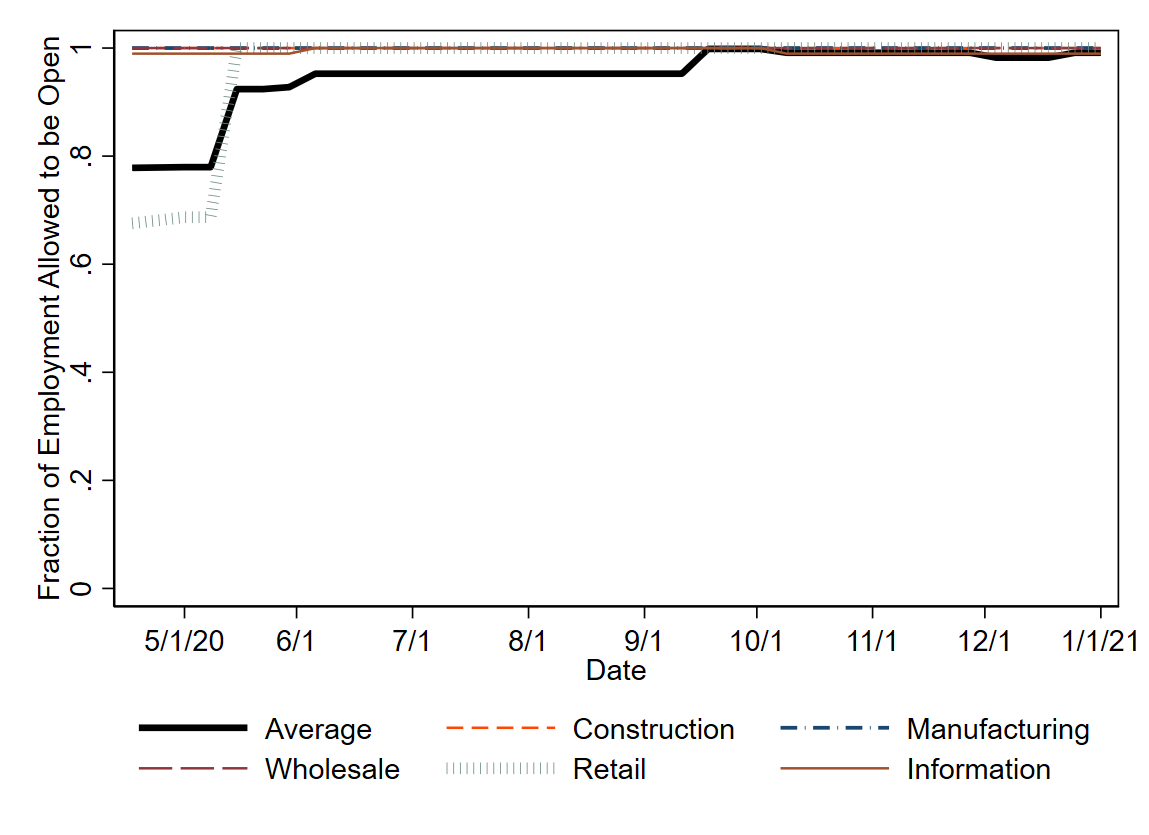 Fraction of Employment Allowed to be Open
1
.8
.6
.4
.2
0
5/1/20 6/1 7/1 8/1 9/1 10/1 11/1 12/1 1/1/21
Date
Average Construction Manufacturing
Wholesale Retail Information